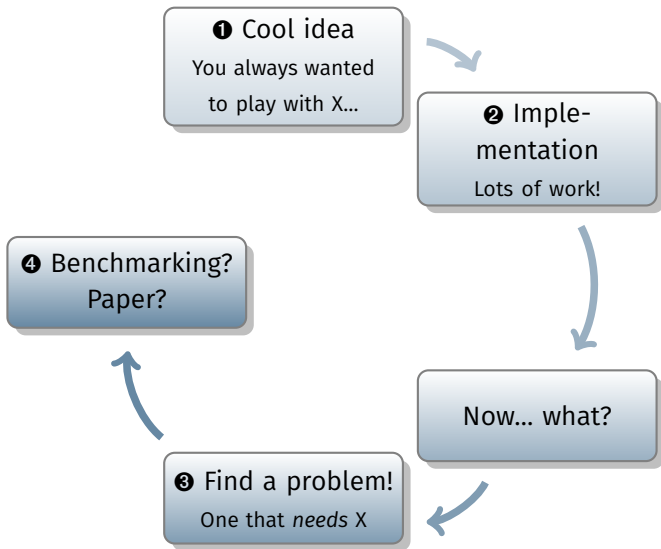 ❶ Cool idea
You always wanted
to play with X...
❷ Imple-
mentation
Lots of work!
Now... what?
❸ Find a problem!
One that needs X
❹ Benchmarking?
Paper?